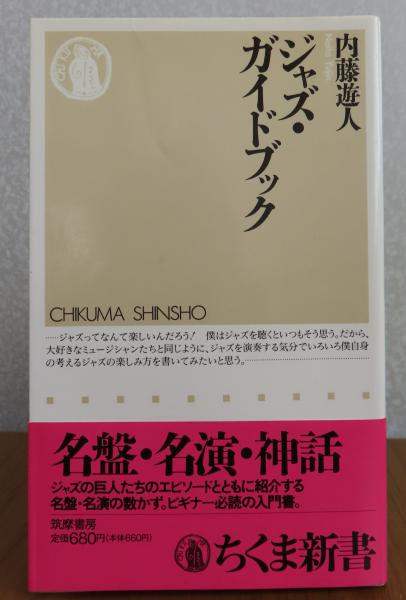 内藤遊人
Naito Yujin
ジャズ・
ガイドブック
CHIKUMA SHINSHO
……ジャズってなんて楽しいんだろう! 僕はジャズを聴くといつもそう思う。だから、
大好きなミュージシャンたちと同じように、ジャズを演奏する気分でいろいろ僕自身
の考えるジャズの楽しみ方を書いてみたいと思う。……
名盤・名演・神話
ジャズの巨人たちのエピソードとともに紹介する
名盤・名演の数かず。ビギナー必読の入門書。
筑摩書房
定価680円(本体660円)
ちくま新書